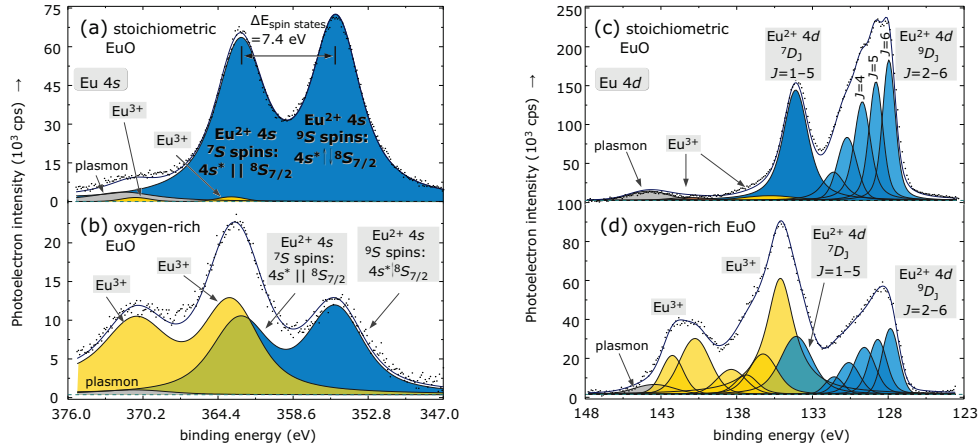 (a) stoichiometric
EuO
Eu 4s
ΔE spin states
=7.4 eV
Eu3+
Eu3+
plasmon
Eu2+ 4s
7S spins:
4s* || 8S7/2
Eu2+ 4s
9S spins:
4s* || 8S7/2
75
60
45
30
15
0
Photoelectron intensity (10³ cps) →
(b) oxygen-rich
EuO
Eu3+
Eu3+
Eu2+ 4s
7S spins:
4s* || 8S7/2
Eu2+ 4s
9S spins:
4s* 8S7/2
plasmon
20
15
10
5
0
376.0 370.2 364.4 358.6 352.8 347.0
binding energy (eV)
(c) stoichiometric
EuO
Eu 4d
Eu2+ 4d
7DJ
J=1–5
J=4
J=5
J=6
Eu2+ 4d
9DJ
J=2–6
plasmon
Eu3+
250
200
150
100
50
Photoelectron intensity (10³ cps) →
(d) oxygen-rich EuO
Eu3+
Eu3+
Eu2+ 4d
7DJ
J=1–5
Eu2+ 4d
9DJ
J=2–6
plasmon
100
80
60
40
20
0
148 143 138 133 128 123
binding energy (eV)